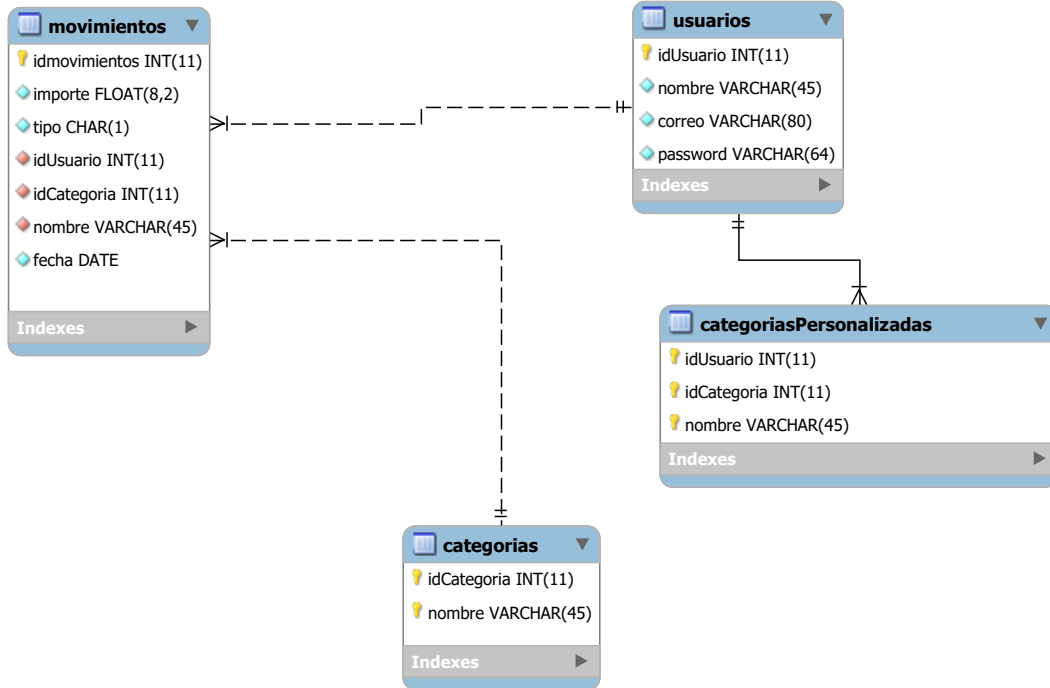 movimientos
idmovimientos INT(11)
importe FLOAT(8,2)
tipo CHAR(1)
idUsuario INT(11)
idCategoria INT(11)
nombre VARCHAR(45)
fecha DATE
Indexes
usuarios
idUsuario INT(11)
nombre VARCHAR(45)
correo VARCHAR(80)
password VARCHAR(64)
Indexes
categoriasPersonalizadas
idUsuario INT(11)
idCategoria INT(11)
nombre VARCHAR(45)
Indexes
categorias
idCategoria INT(11)
nombre VARCHAR(45)
Indexes